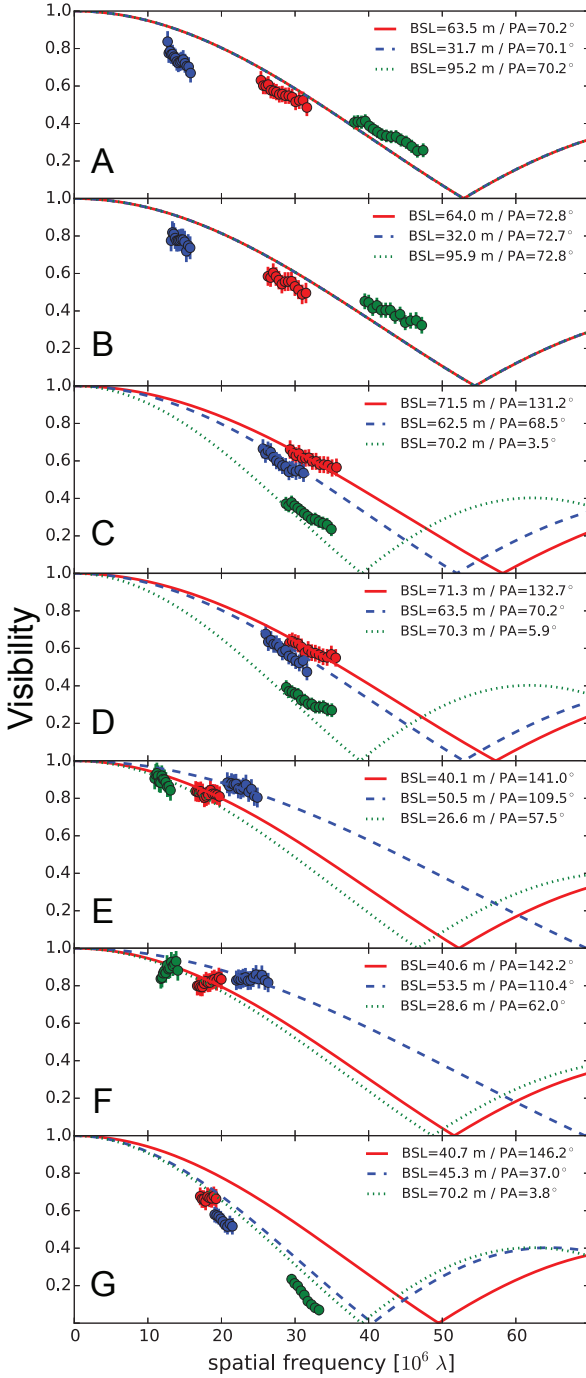 1.0
0.8
0.6
0.4
0.2
A
BSL=63.5 m / PA=70.2°
BSL=31.7 m / PA=70.1°
BSL=95.2 m / PA=70.2°
1.0
0.8
0.6
0.4
0.2
B
BSL=64.0 m / PA=72.8°
BSL=32.0 m / PA=72.7°
BSL=95.9 m / PA=72.8°
1.0
0.8
0.6
0.4
0.2
C
BSL=71.5 m / PA=131.2°
BSL=62.5 m / PA=68.5°
BSL=70.2 m / PA=3.5°
1.0
0.8
0.6
0.4
0.2
D
BSL=71.3 m / PA=132.7°
BSL=63.5 m / PA=70.2°
BSL=70.3 m / PA=5.9°
Visibility
1.0
0.8
0.6
0.4
0.2
E
BSL=40.1 m / PA=141.0°
BSL=50.5 m / PA=109.5°
BSL=26.6 m / PA=57.5°
1.0
0.8
0.6
0.4
0.2
F
BSL=40.6 m / PA=142.2°
BSL=53.5 m / PA=110.4°
BSL=28.6 m / PA=62.0°
1.0
0.8
0.6
0.4
0.2
G
BSL=40.7 m / PA=146.2°
BSL=45.3 m / PA=37.0°
BSL=70.2 m / PA=3.8°
0 10 20 30 40 50 60
spatial frequency [10⁶ λ]